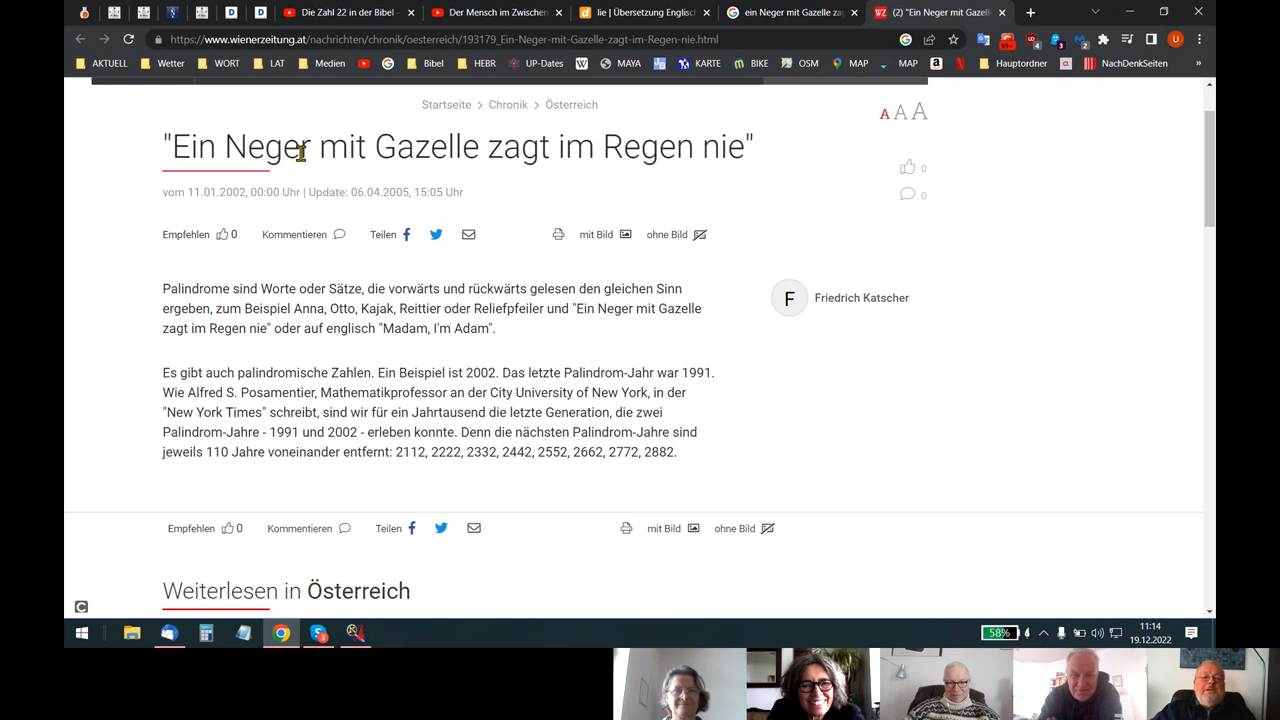 Die Zahl 22 in der Bibel -
Der Mensch im Zwischen
lie | Übersetzung Englisc
ein Neger mit Gazelle za
(2) "Ein Neger mit Gazelle
https://www.wienerzeitung.at/nachrichten/chronik/oesterreich/193179_Ein-Neger-mit-Gazelle-zagt-im-Regen-nie.html
AKTUELL Wetter WORT LAT Medien Bibel HEBR UP-Dates MAYA KARTE BIKE OSM MAP MAP Hauptordner NachDenkSeiten
Startseite > Chronik > Österreich
A A A
"Ein Neger mit Gazelle zagt im Regen nie"
0
vom 11.01.2002, 00:00 Uhr | Update: 06.04.2005, 15:05 Uhr
0
Empfehlen 0 Kommentieren Teilen mit Bild ohne Bild
Palindrome sind Worte oder Sätze, die vorwärts und rückwärts gelesen den gleichen Sinn
ergeben, zum Beispiel Anna, Otto, Kajak, Reittier oder Reliefpfeiler und "Ein Neger mit Gazelle
zagt im Regen nie" oder auf englisch "Madam, I'm Adam".
F Friedrich Katscher
Es gibt auch palindromische Zahlen. Ein Beispiel ist 2002. Das letzte Palindrom-Jahr war 1991.
Wie Alfred S. Posamentier, Mathematikprofessor an der City University of New York, in der
"New York Times" schreibt, sind wir für ein Jahrtausend die letzte Generation, die zwei
Palindrom-Jahre - 1991 und 2002 - erleben konnte. Denn die nächsten Palindrom-Jahre sind
jeweils 110 Jahre voneinander entfernt: 2112, 2222, 2332, 2442, 2552, 2662, 2772, 2882.
Empfehlen 0 Kommentieren Teilen mit Bild ohne Bild
Weiterlesen in Österreich
58%
11:14
19.12.2022